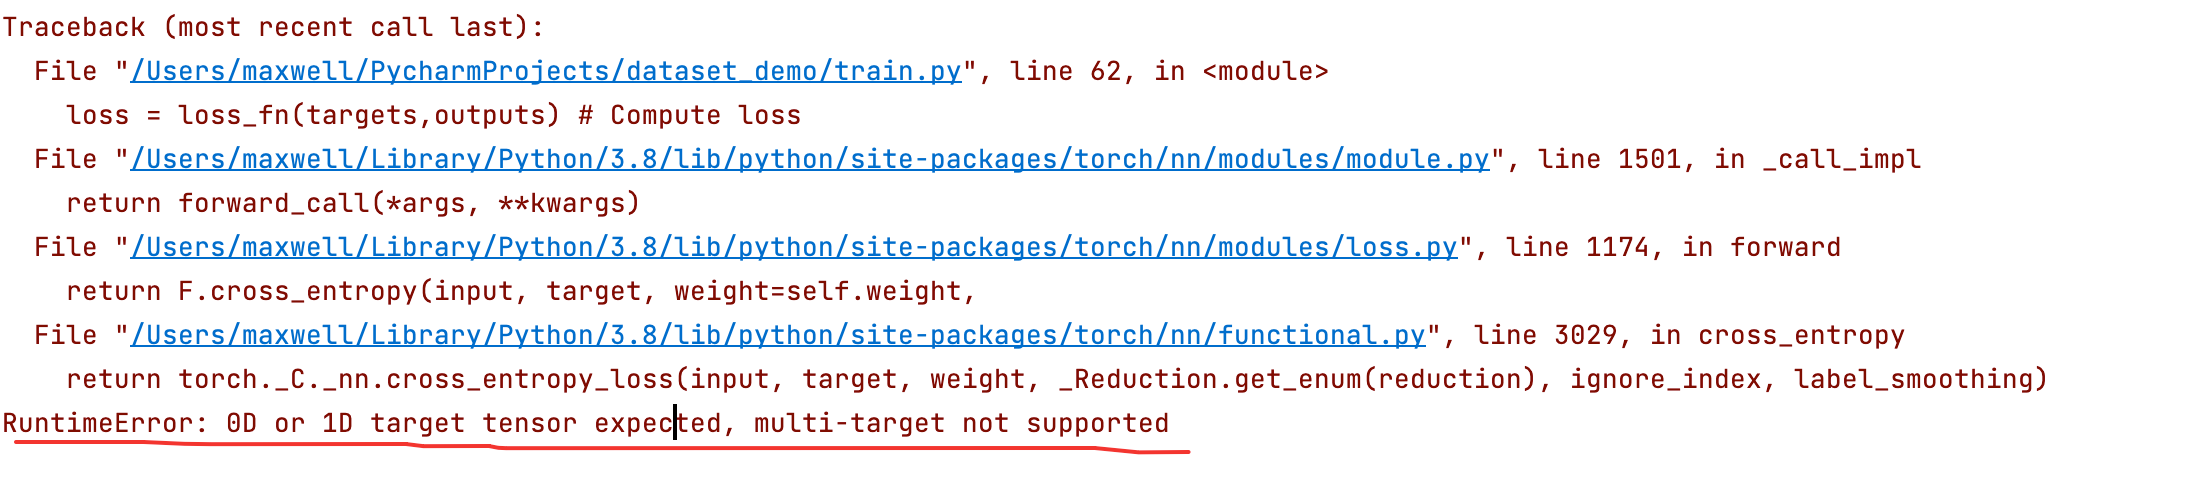 Traceback (most recent call last):
  File "/Users/maxwell/PycharmProjects/dataset_demo/train.py", line 62, in <module>
    loss = loss_fn(targets,outputs) # Compute loss
  File "/Users/maxwell/Library/Python/3.8/lib/python/site-packages/torch/nn/modules/module.py", line 1501, in _call_impl
    return forward_call(*args, **kwargs)
  File "/Users/maxwell/Library/Python/3.8/lib/python/site-packages/torch/nn/modules/loss.py", line 1174, in forward
    return F.cross_entropy(input, target, weight=self.weight,
  File "/Users/maxwell/Library/Python/3.8/lib/python/site-packages/torch/nn/functional.py", line 3029, in cross_entropy
    return torch._C._nn.cross_entropy_loss(input, target, weight, _Reduction.get_enum(reduction), ignore_index, label_smoothing)
RuntimeError: 0D or 1D target tensor expected, multi-target not supported